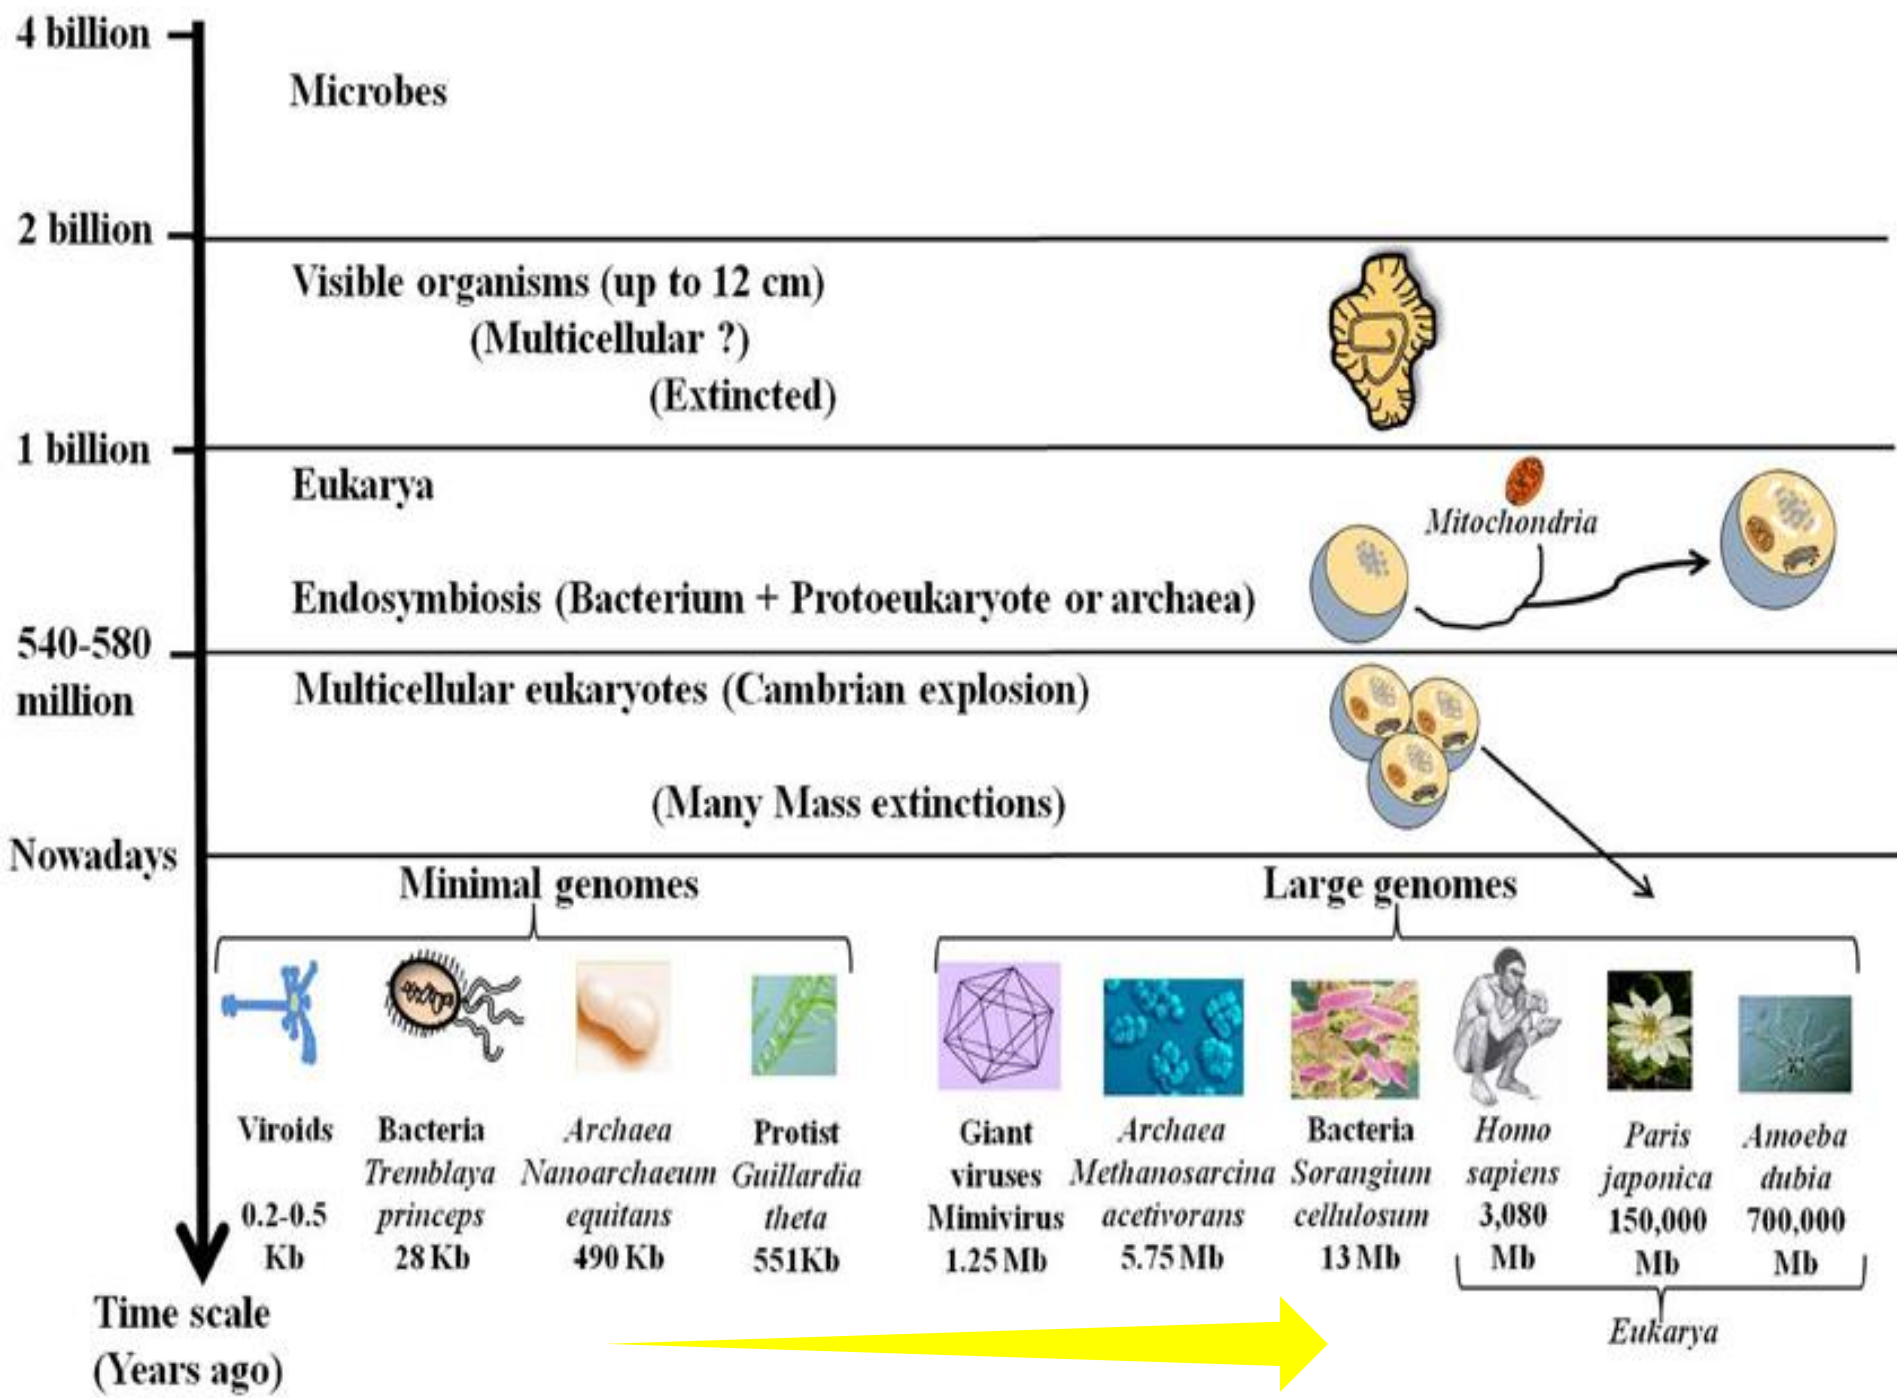 4 billion
Microbes
2 billion
Visible organisms (up to 12 cm)
(Multicellular ?)
(Extincted)
1 billion
Eukarya
Mitochondria
Endosymbiosis (Bacterium + Protoeukaryote or archaea)
540-580
million
Multicellular eukaryotes (Cambrian explosion)
(Many Mass extinctions)
Nowadays
Minimal genomes
Large genomes
Viroids
0.2-0.5
Kb
Bacteria
Tremblaya
princeps
28 Kb
Archaea
Nanoarchaeum
equitans
490 Kb
Protist
Guillardia
theta
551Kb
Giant
viruses
Mimivirus
1.25 Mb
Archaea
Methanosarcina
acetivorans
5.75 Mb
Bacteria
Sorangium
cellulosum
13 Mb
Homo
sapiens
3,080
Mb
Paris
japonica
150,000
Mb
Amoeba
dubia
700,000
Mb
Eukarya
Time scale
(Years ago)